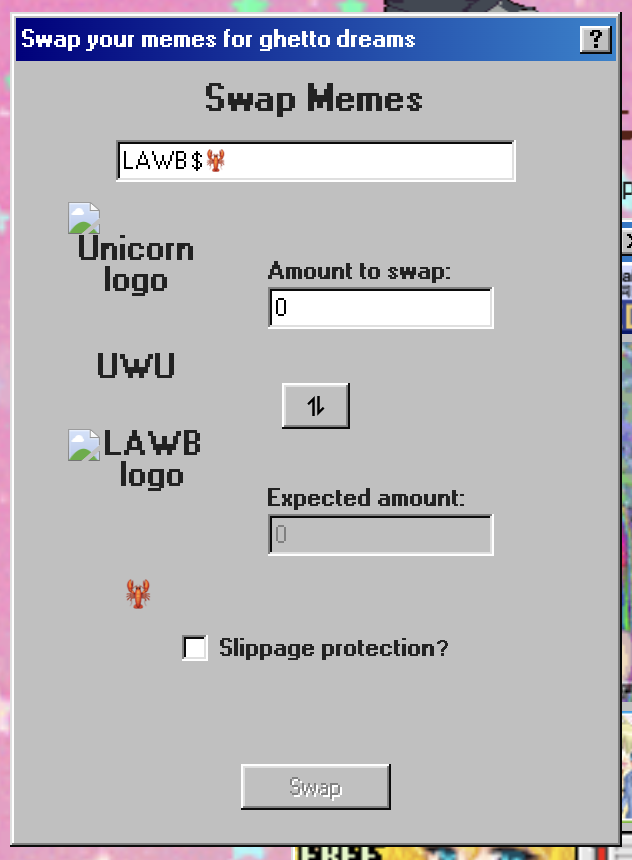 Swap your memes for ghetto dreams
?
Swap Memes
LAWB$🦞
Unicorn
logo
Amount to swap:
0
UWU
⇅
LAWB
logo
Expected amount:
0
🦞
Slippage protection?
Swap
FREE